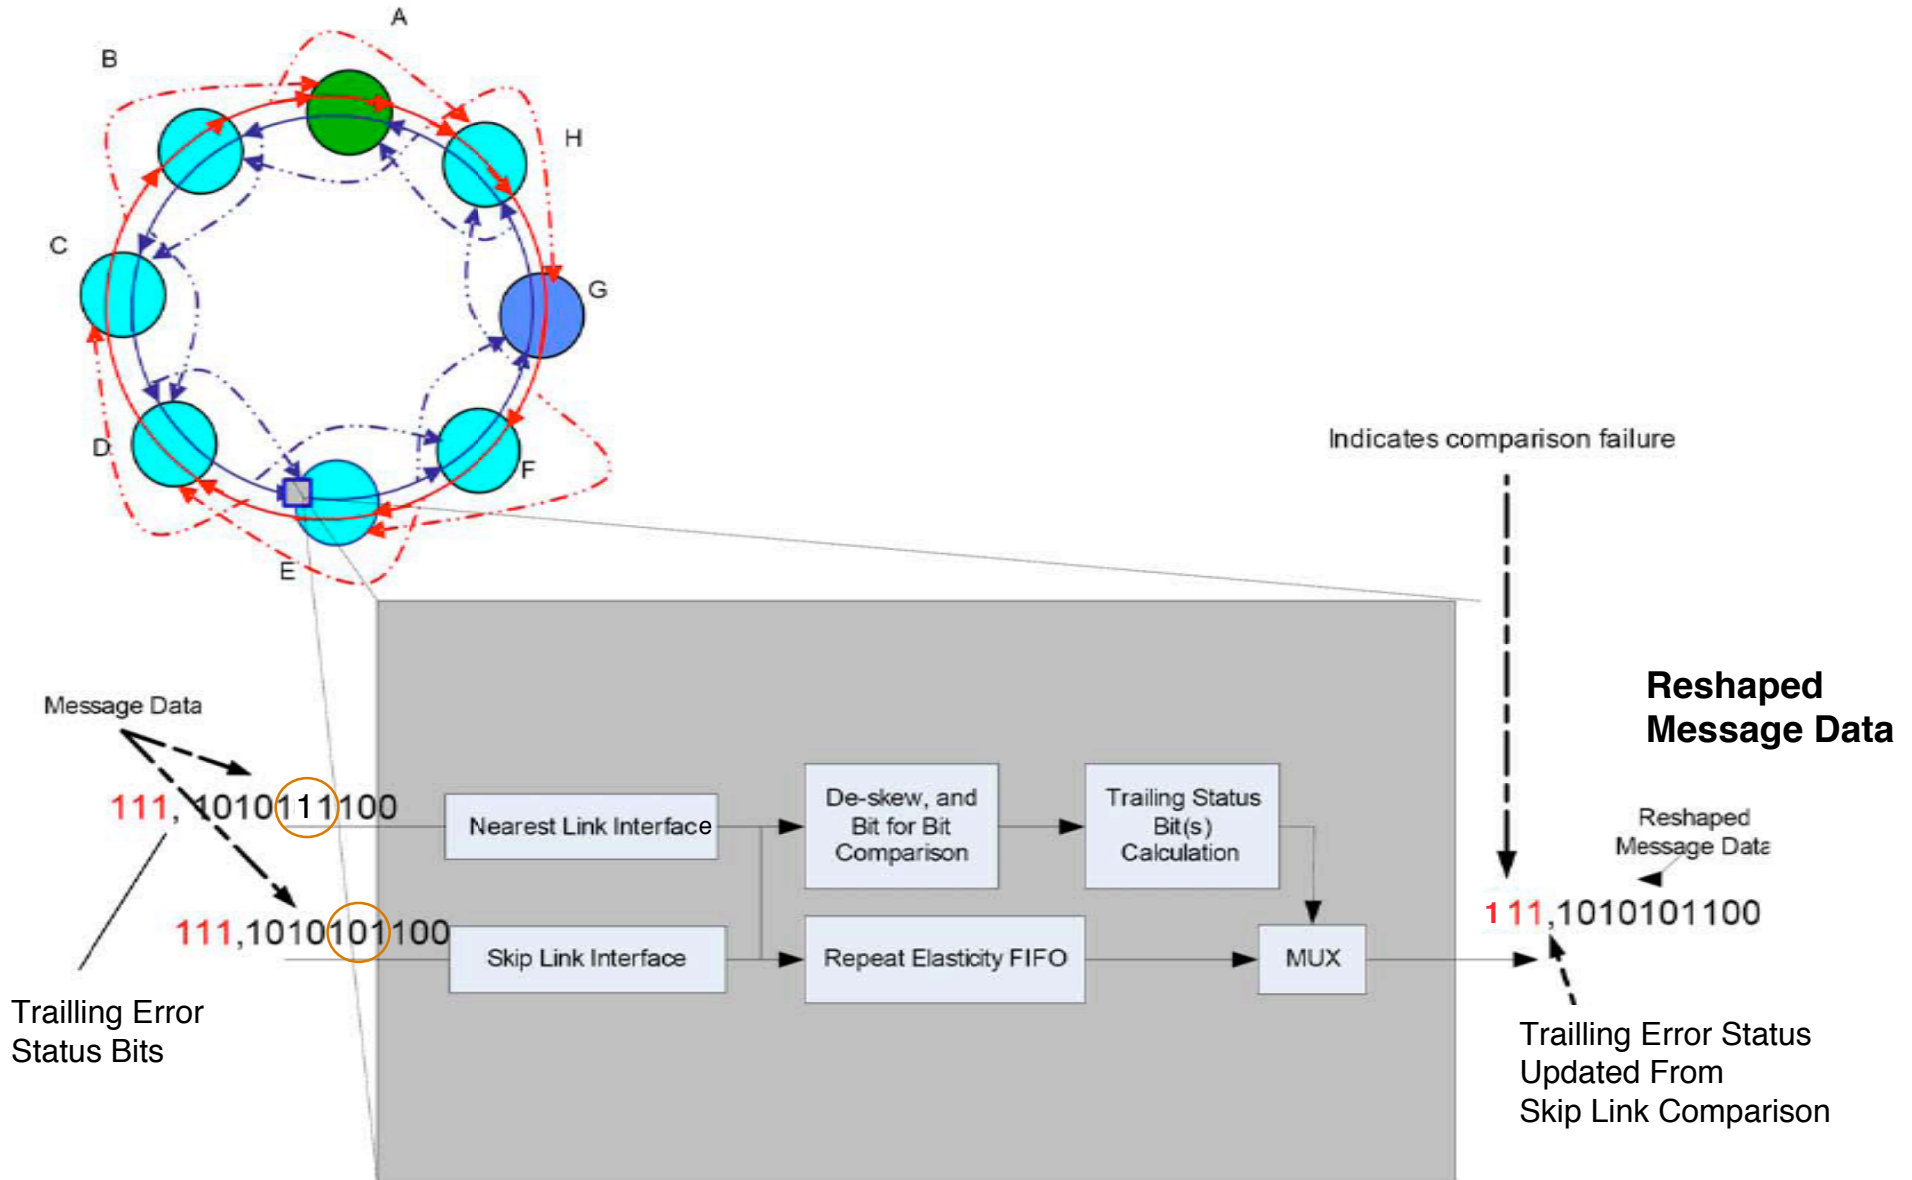 A
B
H
C
G
D
F
E
Indicates comparison failure
Reshaped
Message Data
Message Data
111, 1010111100
Nearest Link Interface
De-skew, and
Bit for Bit
Comparison
Trailing Status
Bit(s)
Calculation
Reshaped
Message Data
111,1010101100
111,1010101100
Skip Link Interface
Repeat Elasticity FIFO
MUX
Trailling Error
Status Bits
Trailling Error Status
Updated From
Skip Link Comparison